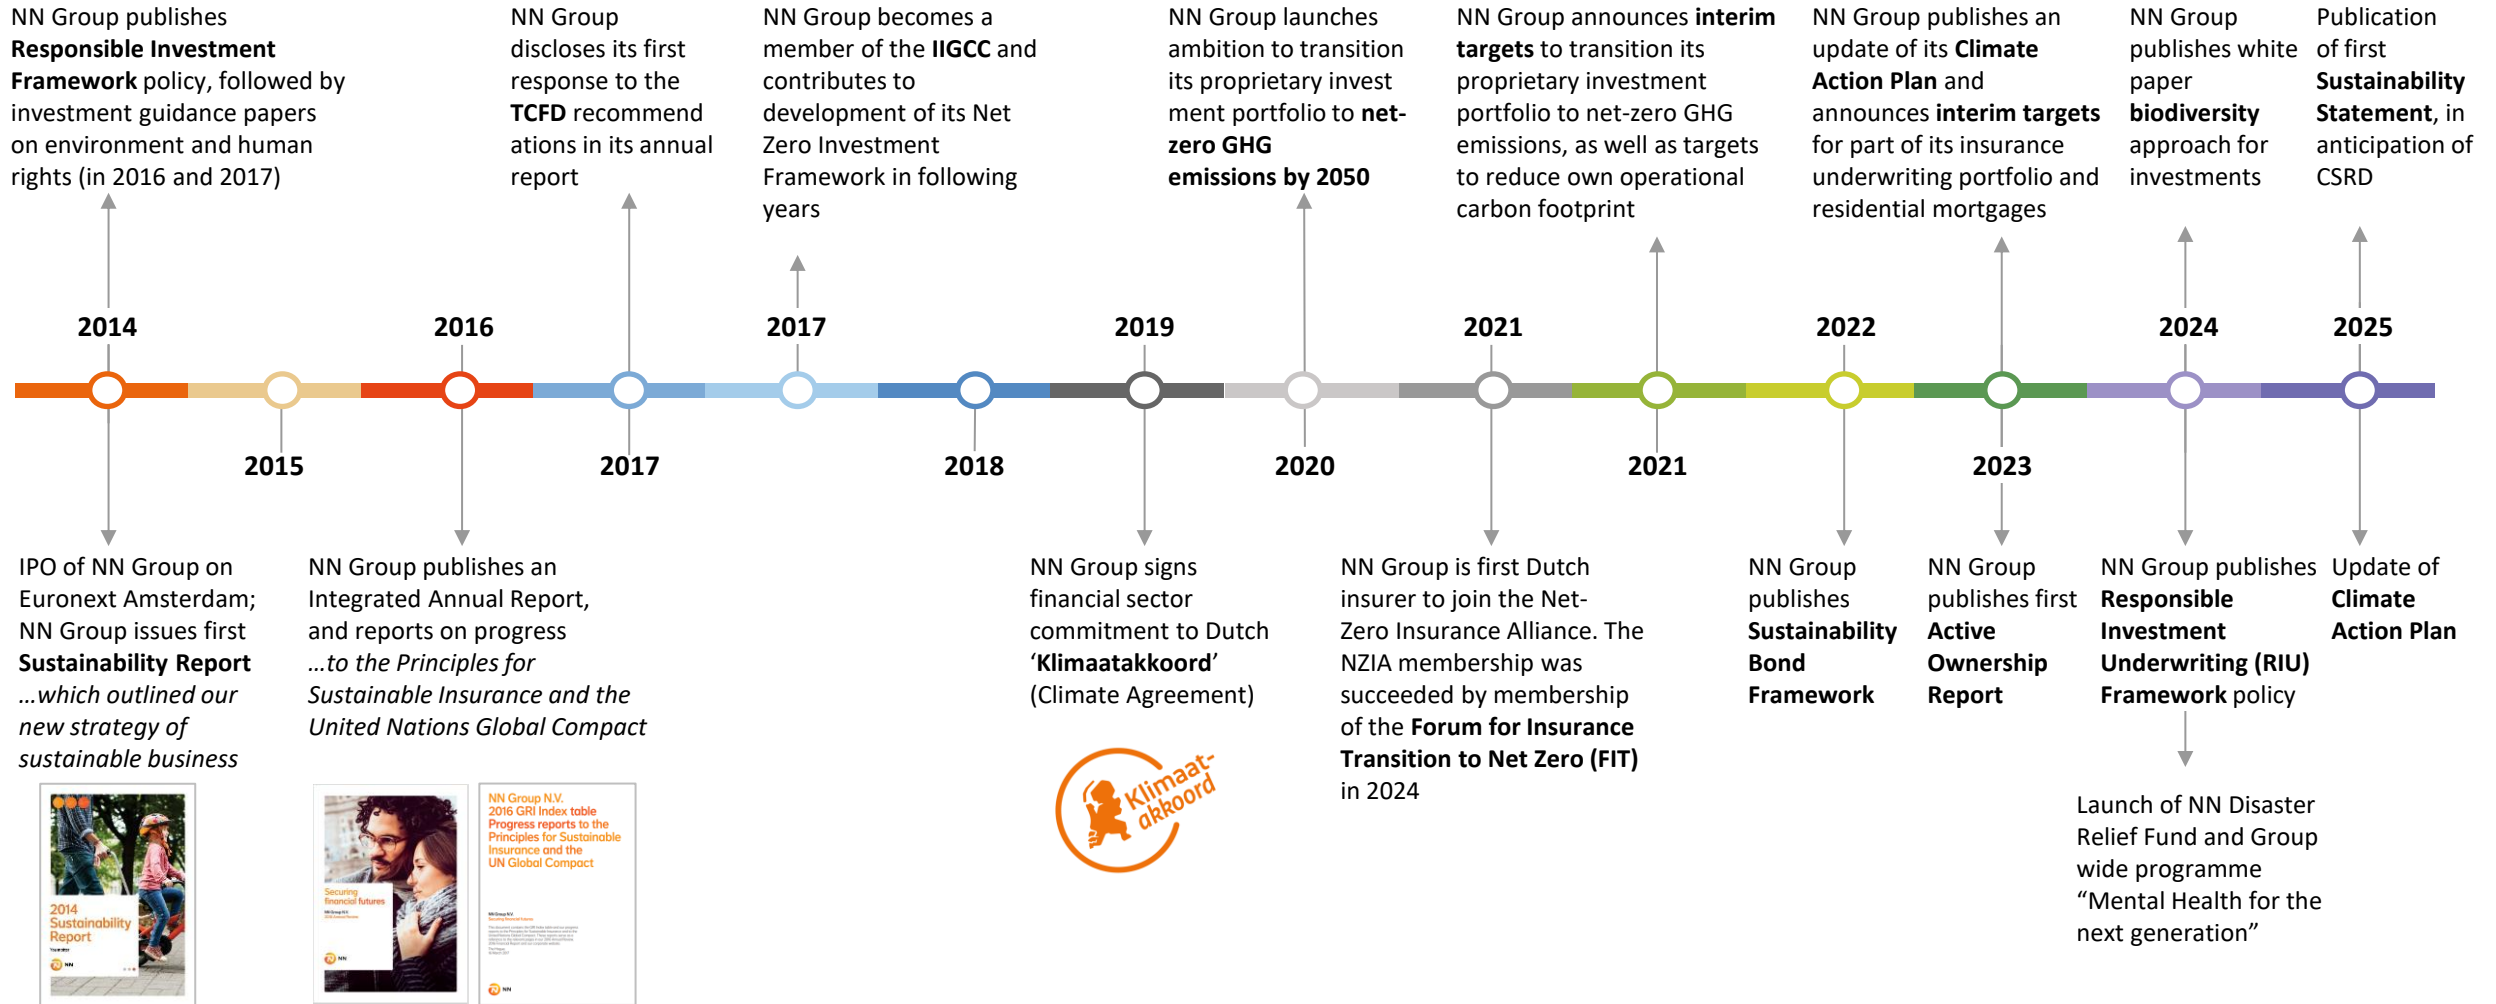 NN Group publishes
Responsible Investment
Framework policy, followed by
investment guidance papers
on environment and human
rights (in 2016 and 2017)
NN Group
discloses its first
response to the
TCFD recommend
ations in its annual
report
NN Group becomes a
member of the IIGCC and
contributes to
development of its Net
Zero Investment
Framework in following
years
NN Group launches
ambition to transition
its proprietary invest
ment portfolio to net-
zero GHG
emissions by 2050
NN Group announces interim
targets to transition its
proprietary investment
portfolio to net-zero GHG
emissions, as well as targets
to reduce own operational
carbon footprint
NN Group publishes an
update of its Climate
Action Plan and
announces interim targets
for part of its insurance
underwriting portfolio and
residential mortgages
NN Group
publishes white
paper
biodiversity
approach for
investments
Publication
of first
Sustainability
Statement, in
anticipation of
CSRD
2014
2016
2017
2019
2021
2022
2024
2025
2015
2017
2018
2020
2021
2023
IPO of NN Group on
Euronext Amsterdam;
NN Group issues first
Sustainability Report
...which outlined our
new strategy of
sustainable business
NN Group publishes an
Integrated Annual Report,
and reports on progress
...to the Principles for
Sustainable Insurance and the
United Nations Global Compact
NN Group signs
financial sector
commitment to Dutch
‘Klimaatakkoord’
(Climate Agreement)
NN Group is first Dutch
insurer to join the Net-
Zero Insurance Alliance. The
NZIA membership was
succeeded by membership
of the Forum for Insurance
Transition to Net Zero (FIT)
in 2024
NN Group
publishes
Sustainability
Bond
Framework
NN Group
publishes first
Active
Ownership
Report
NN Group publishes
Responsible
Investment
Underwriting (RIU)
Framework policy
Update of
Climate
Action Plan
Launch of NN Disaster
Relief Fund and Group
wide programme
“Mental Health for the
next generation”
2014
Sustainability
Report
NN
Securing
financial futures
NN Group N.V.
NN
NN Group N.V.
2016 GRI Index table
Progress reports to the
Principles for Sustainable
Insurance and the
UN Global Compact
NN Group N.V.
Securing financial futures
NN
Klimaat-
akkoord